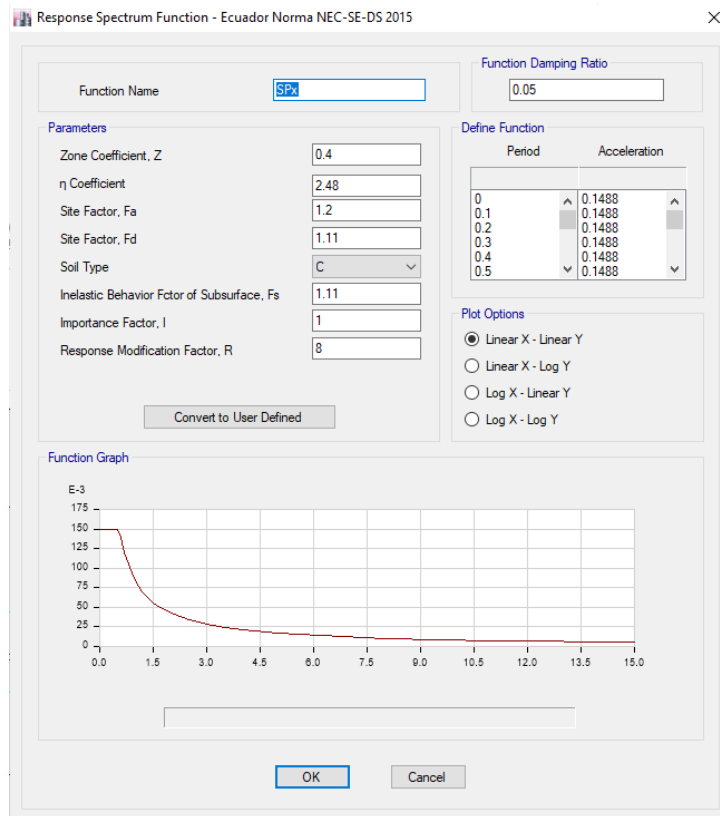 Response Spectrum Function - Ecuador Norma NEC-SE-DS 2015
Function Name
SPx
Function Damping Ratio
0.05
Parameters
Zone Coefficient, Z
0.4
η Coefficient
2.48
Site Factor, Fa
1.2
Site Factor, Fd
1.11
Soil Type
C
Inelastic Behavior Fctor of Subsurface, Fs
1.11
Importance Factor, I
1
Response Modification Factor, R
8
Convert to User Defined
Define Function
Period Acceleration
0 0.1488
0.1 0.1488
0.2 0.1488
0.3 0.1488
0.4 0.1488
0.5 0.1488
Plot Options
Linear X - Linear Y
Linear X - Log Y
Log X - Linear Y
Log X - Log Y
Function Graph
E-3
175
150
125
100
75
50
25
0
0.0 1.5 3.0 4.5 6.0 7.5 9.0 10.5 12.0 13.5 15.0
OK
Cancel